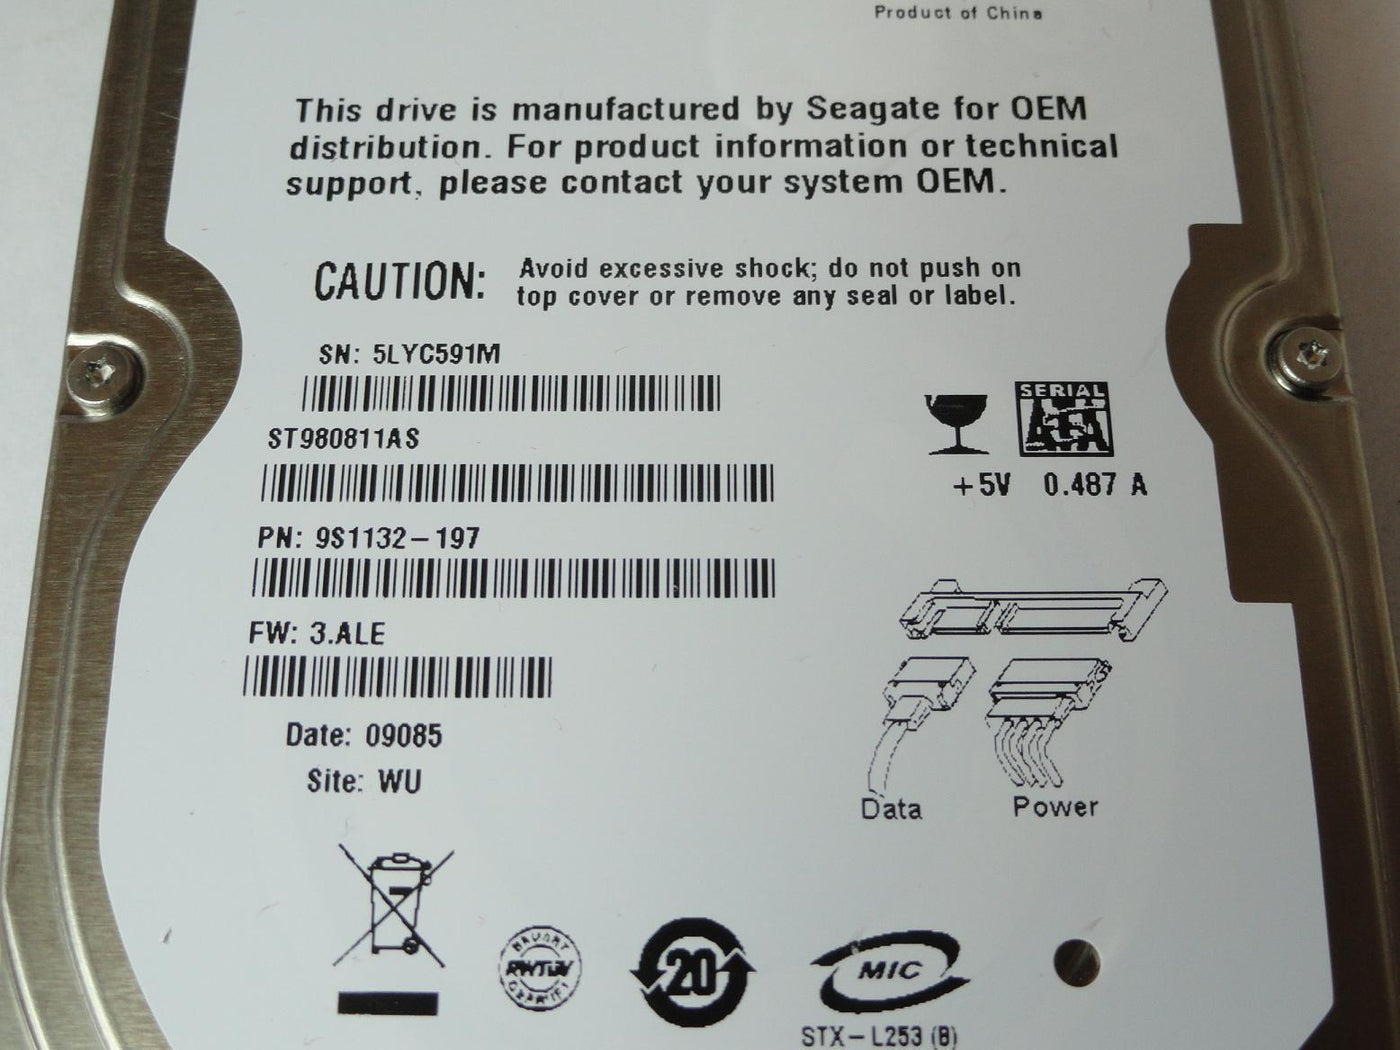 Product of China
This drive is manufactured by Seagate for OEM
distribution. For product information or technical
support, please contact your system OEM.
CAUTION: Avoid excessive shock; do not push on
top cover or remove any seal or label.
SN: 5LYC591M
ST980811AS
SERIAL
ATA
+5V 0.487 A
PN: 9S1132-197
FW: 3.ALE
Date: 09085
Site: WU
Data
Power
RWTUV
20
MIC
STX-L253 (B)